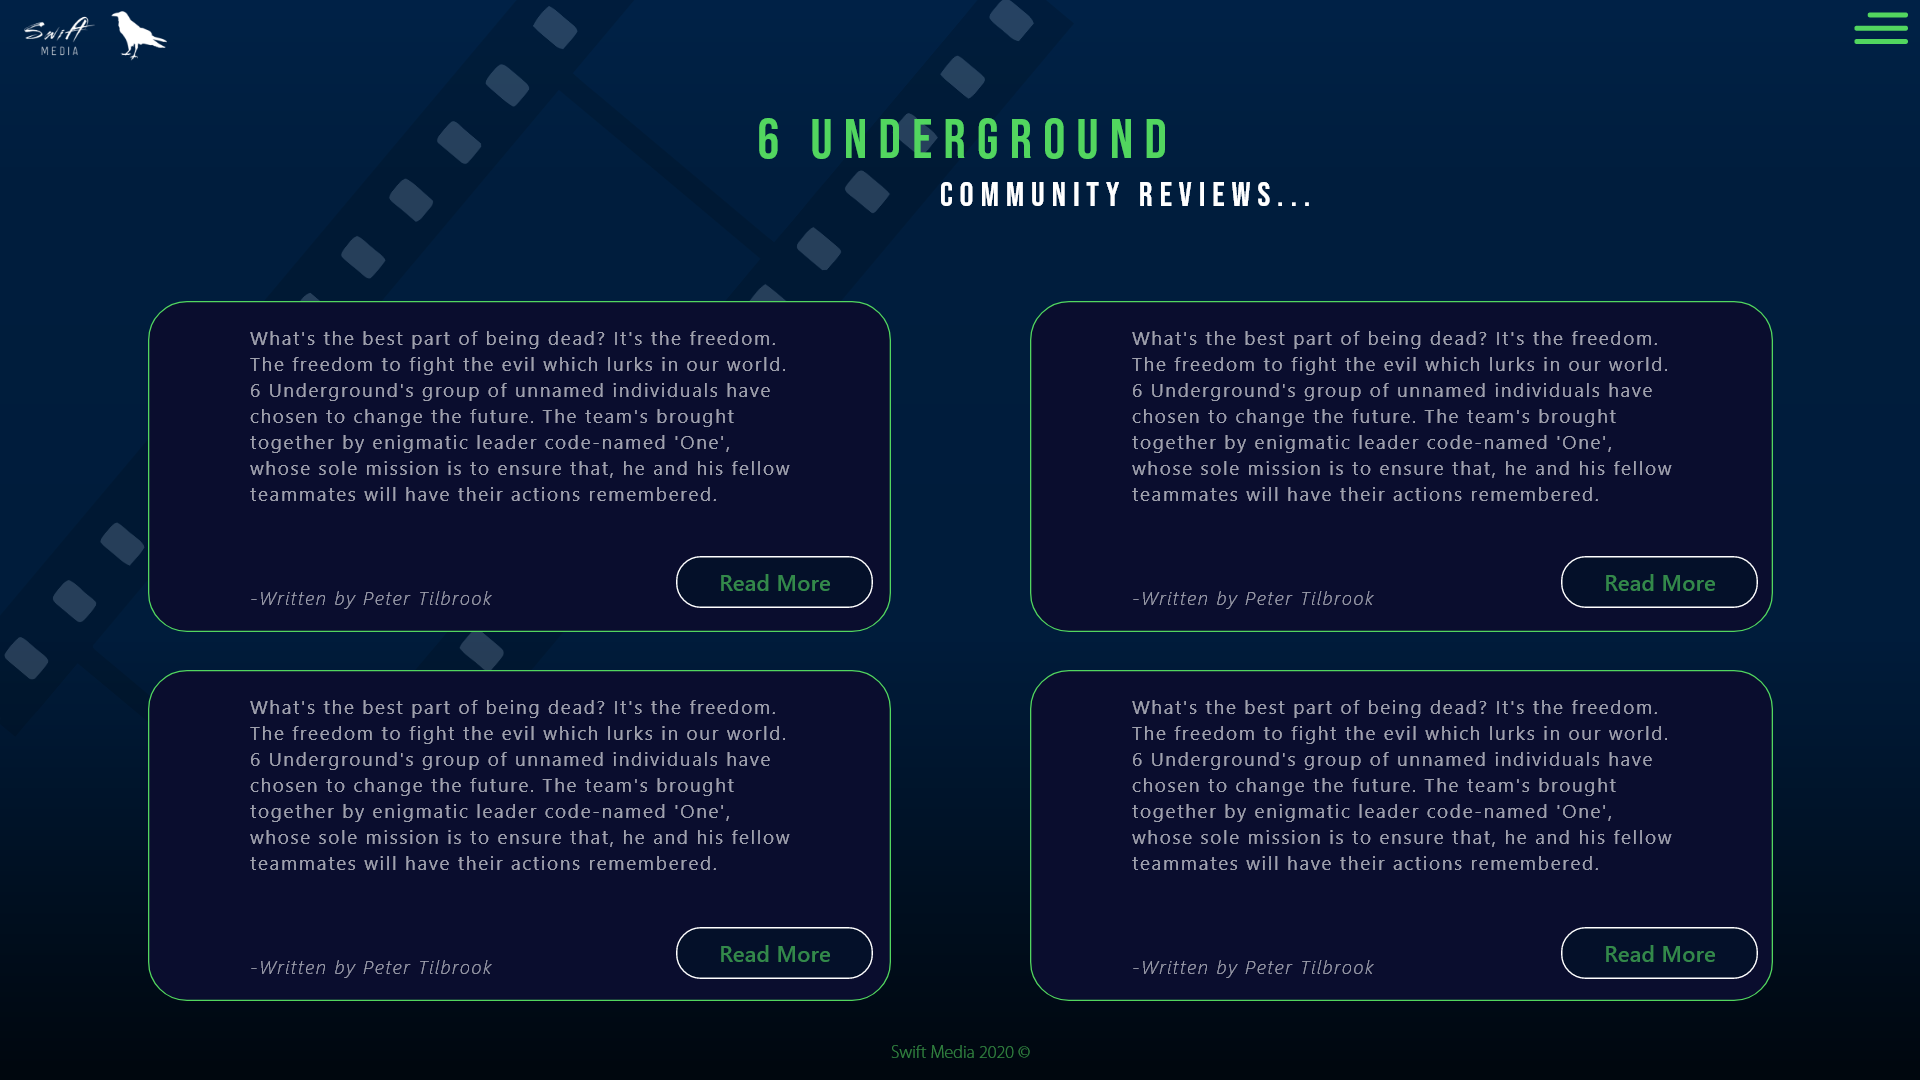 Swift
MEDIA
6 UNDERGROUND
COMMUNITY REVIEWS...
What's the best part of being dead? It's the freedom.
The freedom to fight the evil which lurks in our world.
6 Underground's group of unnamed individuals have
chosen to change the future. The team's brought
together by enigmatic leader code-named 'One',
whose sole mission is to ensure that, he and his fellow
teammates will have their actions remembered.
-Written by Peter Tilbrook
Read More
What's the best part of being dead? It's the freedom.
The freedom to fight the evil which lurks in our world.
6 Underground's group of unnamed individuals have
chosen to change the future. The team's brought
together by enigmatic leader code-named 'One',
whose sole mission is to ensure that, he and his fellow
teammates will have their actions remembered.
-Written by Peter Tilbrook
Read More
What's the best part of being dead? It's the freedom.
The freedom to fight the evil which lurks in our world.
6 Underground's group of unnamed individuals have
chosen to change the future. The team's brought
together by enigmatic leader code-named 'One',
whose sole mission is to ensure that, he and his fellow
teammates will have their actions remembered.
-Written by Peter Tilbrook
Read More
What's the best part of being dead? It's the freedom.
The freedom to fight the evil which lurks in our world.
6 Underground's group of unnamed individuals have
chosen to change the future. The team's brought
together by enigmatic leader code-named 'One',
whose sole mission is to ensure that, he and his fellow
teammates will have their actions remembered.
-Written by Peter Tilbrook
Read More
Swift Media 2020 ©